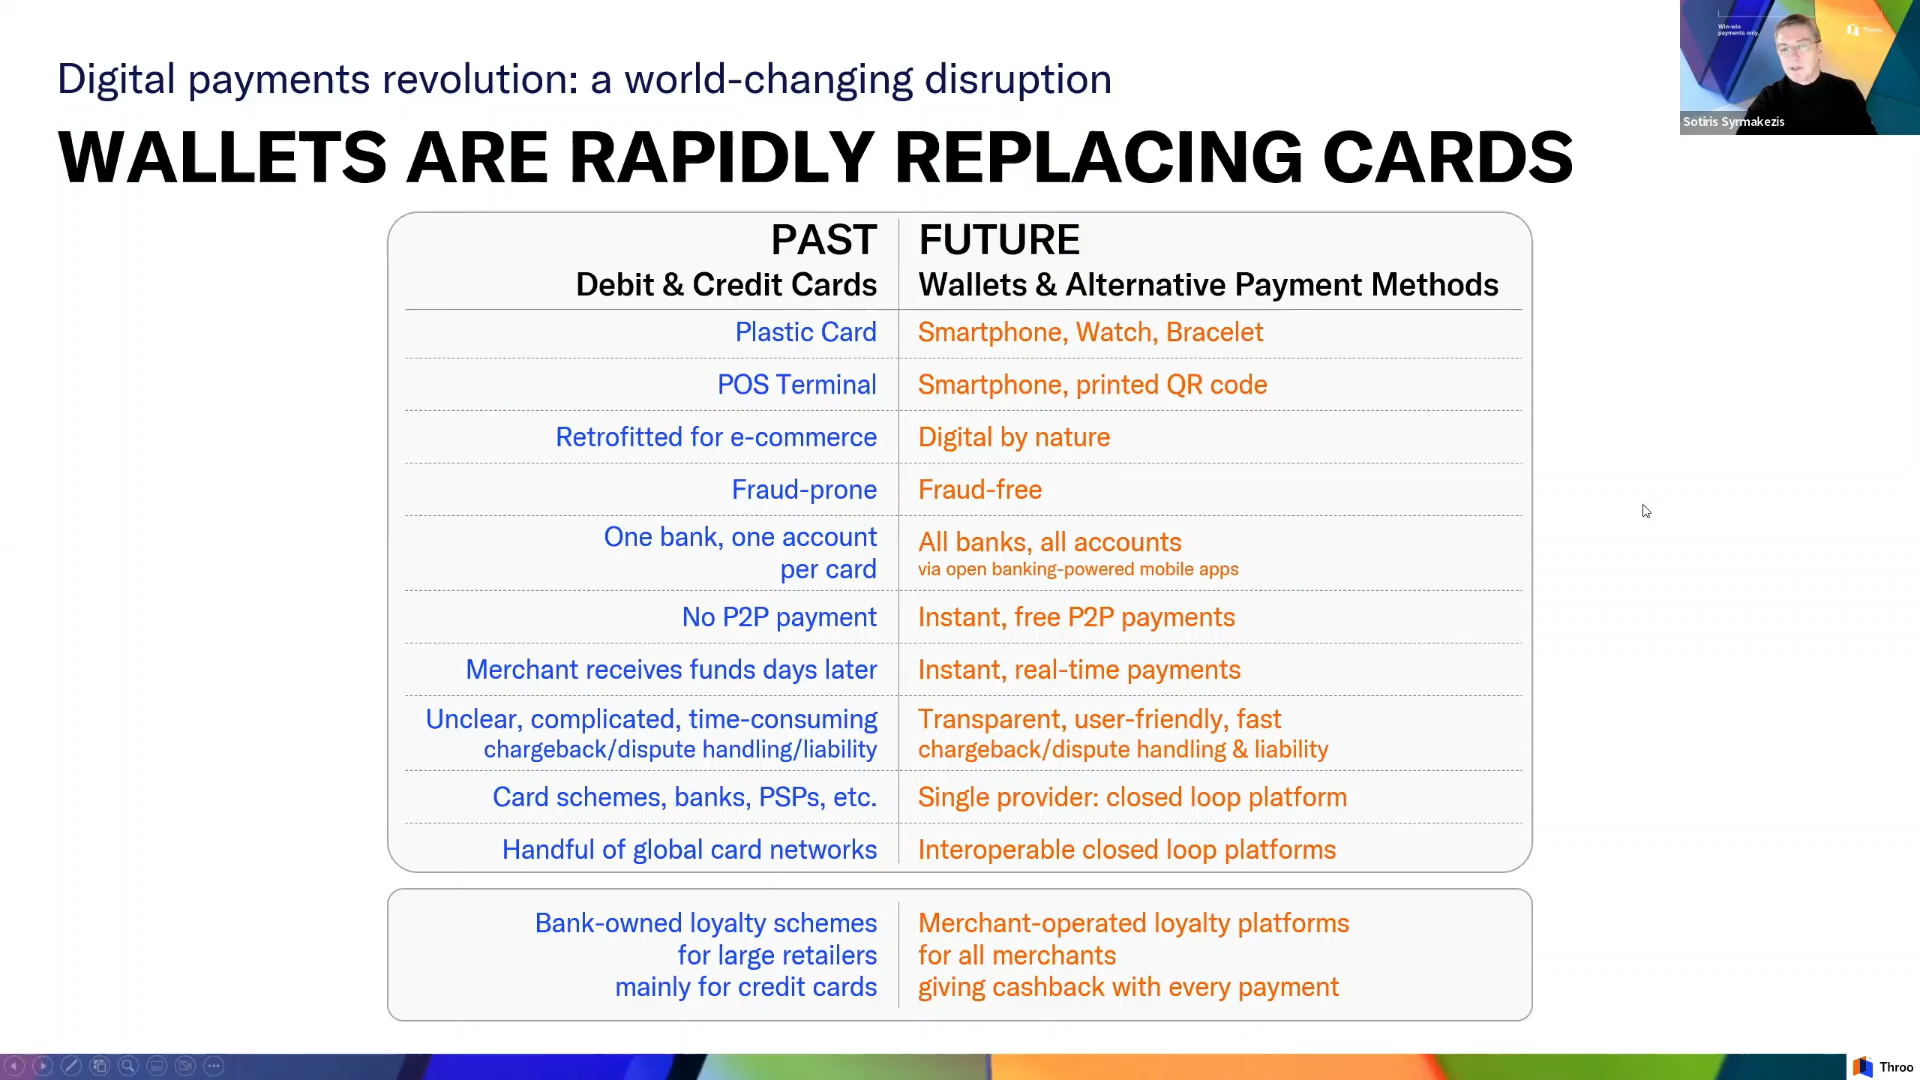 Digital payments revolution: a world-changing disruption
WALLETS ARE RAPIDLY REPLACING CARDS
Win-win
payments only.
Throo
Sotiris Syrmakezis
PAST
FUTURE
Debit & Credit Cards
Wallets & Alternative Payment Methods
Plastic Card
Smartphone, Watch, Bracelet
POS Terminal
Smartphone, printed QR code
Retrofitted for e-commerce
Digital by nature
Fraud-prone
Fraud-free
One bank, one account
per card
All banks, all accounts
via open banking-powered mobile apps
No P2P payment
Instant, free P2P payments
Merchant receives funds days later
Instant, real-time payments
Unclear, complicated, time-consuming
chargeback/dispute handling/liability
Transparent, user-friendly, fast
chargeback/dispute handling & liability
Card schemes, banks, PSPs, etc.
Single provider: closed loop platform
Handful of global card networks
Interoperable closed loop platforms
Bank-owned loyalty schemes
for large retailers
mainly for credit cards
Merchant-operated loyalty platforms
for all merchants
giving cashback with every payment
Throo